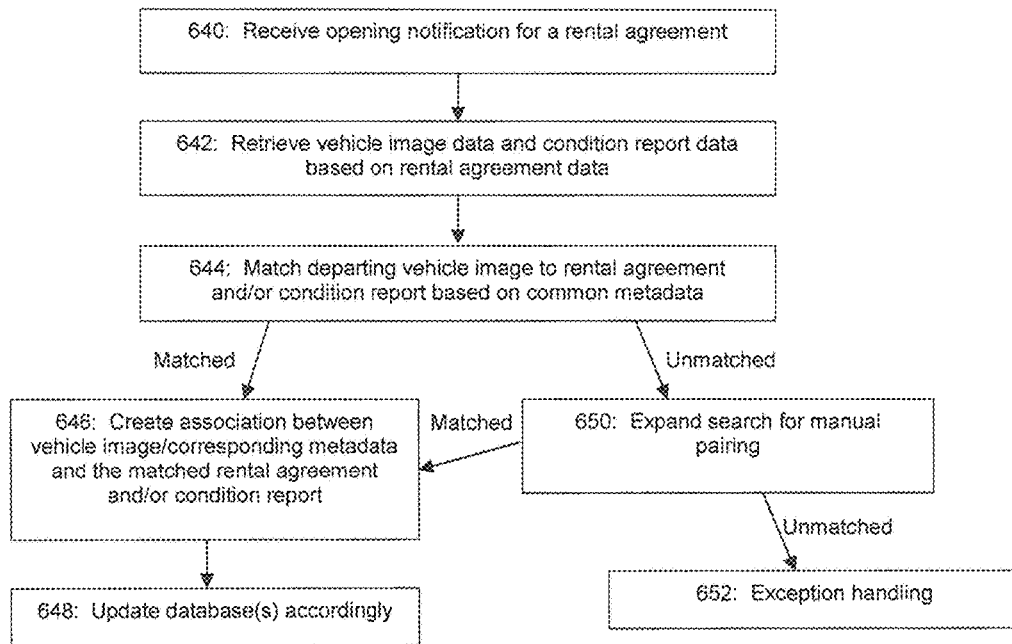 640: Receive opening notification for a rental agreement
642: Retrieve vehicle image data and condition report data
based on rental agreement data
644: Match departing vehicle image to rental agreement
and/or condition report based on common metadata
Matched
Unmatched
646: Create association between
vehicle image/corresponding metadata
and the matched rental agreement
and/or condition report
Matched
650: Expand search for manual
pairing
Unmatched
648: Update database(s) accordingly
652: Exception handling